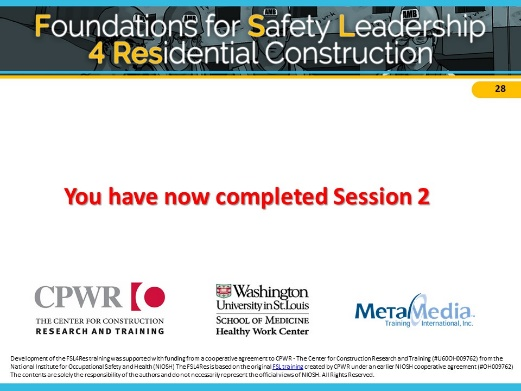 AMB
AMB
Foundations for Safety Leadership
4 Residential Construction
28
You have now completed Session 2
CPWR
THE CENTER FOR CONSTRUCTION
RESEARCH AND TRAINING
Washington
University in St. Louis
SCHOOL OF MEDICINE
Healthy Work Center
MetaMedia
Training International, Inc.
Development of the FSL4Res training was supported with funding from a cooperative agreement to CPWR - The Center for Construction Research and Training (#U60OH009762) from the
National Institute for Occupational Safety and Health (NIOSH) The FSL4Res is based on the original FSL training created by CPWR under an earlier NIOSH cooperative agreement (#OH009762)
The contents are solely the responsibility of the authors and do not necessarily represent the official views of NIOSH. All Rights Reserved.